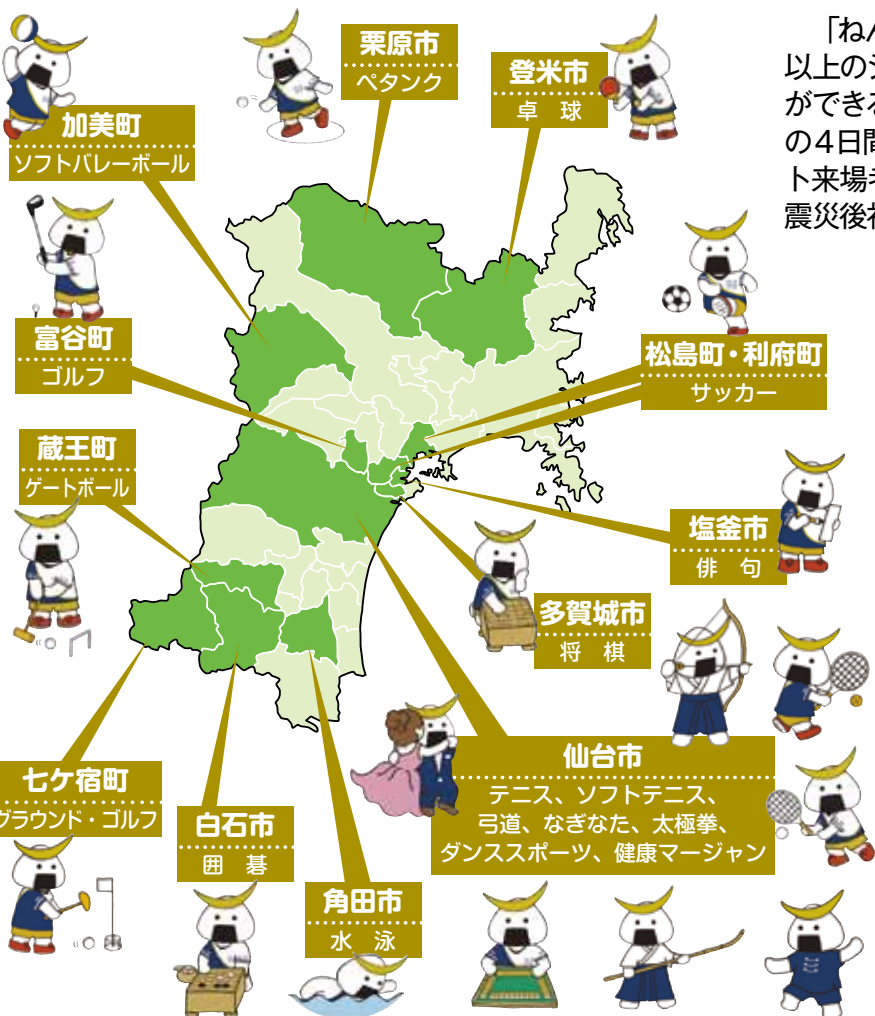 「ねん
以上のシ
ができる
の4日間
ト来場者
震災後初
栗原市
ペタンク
登米市
卓 球
加美町
ソフトバレーボール
富谷町
ゴルフ
松島町・利府町
サッカー
蔵王町
ゲートボール
塩釜市
俳 句
多賀城市
将 棋
仙台市
テニス、ソフトテニス、
弓道、なぎなた、太極拳、
ダンススポーツ、健康マージャン
七ケ宿町
グラウンド・ゴルフ
白石市
囲 碁
角田市
水 泳